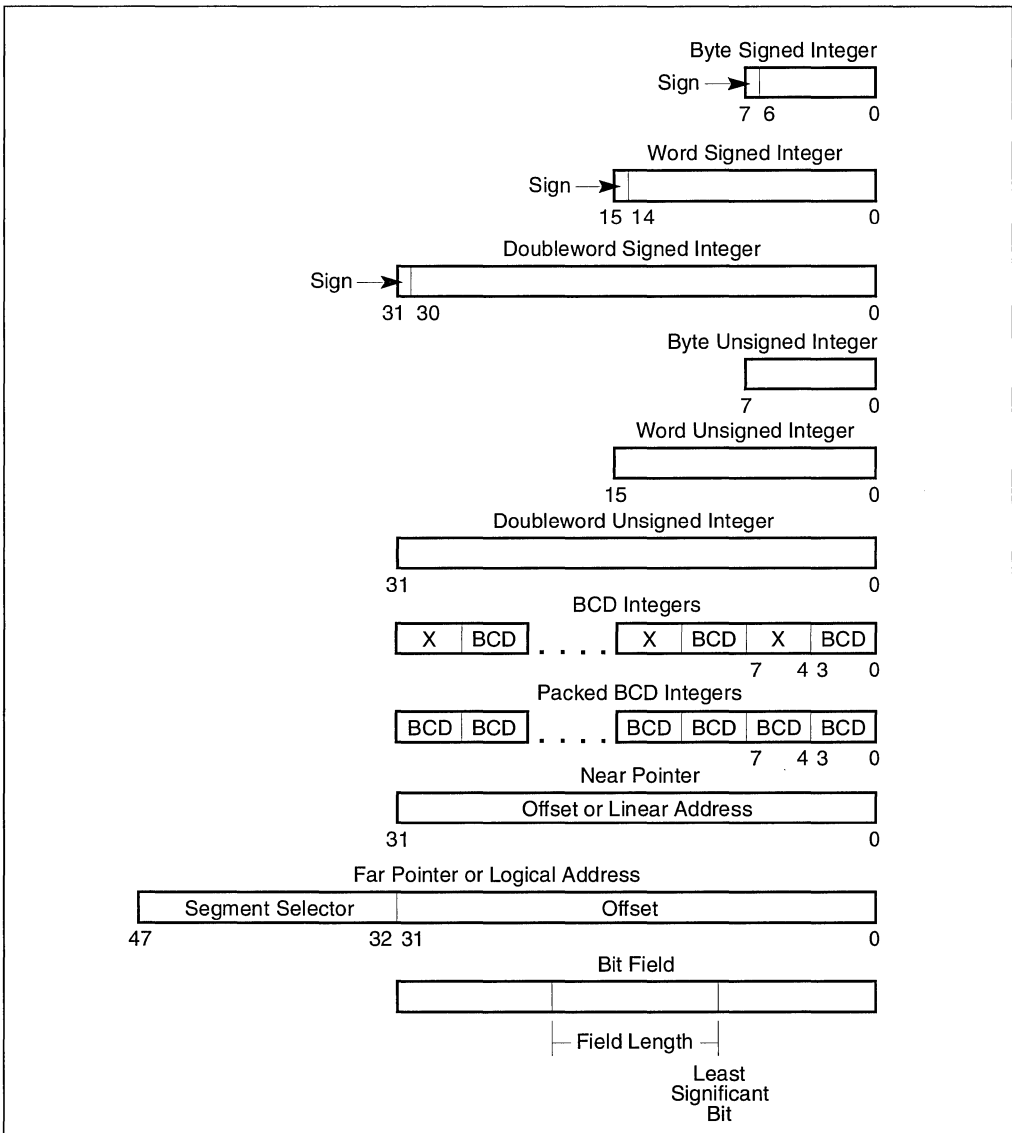 Byte Signed Integer
Sign
7 6 0
Word Signed Integer
Sign
15 14 0
Doubleword Signed Integer
Sign
31 30 0
Byte Unsigned Integer
7 0
Word Unsigned Integer
15 0
Doubleword Unsigned Integer
31 0
BCD Integers
X BCD . . . . X BCD X BCD
7 4 3 0
Packed BCD Integers
BCD BCD . . . . BCD BCD BCD BCD
7 4 3 0
Near Pointer
Offset or Linear Address
31 0
Far Pointer or Logical Address
Segment Selector Offset
47 32 31 0
Bit Field
Field Length
Least
Significant
Bit